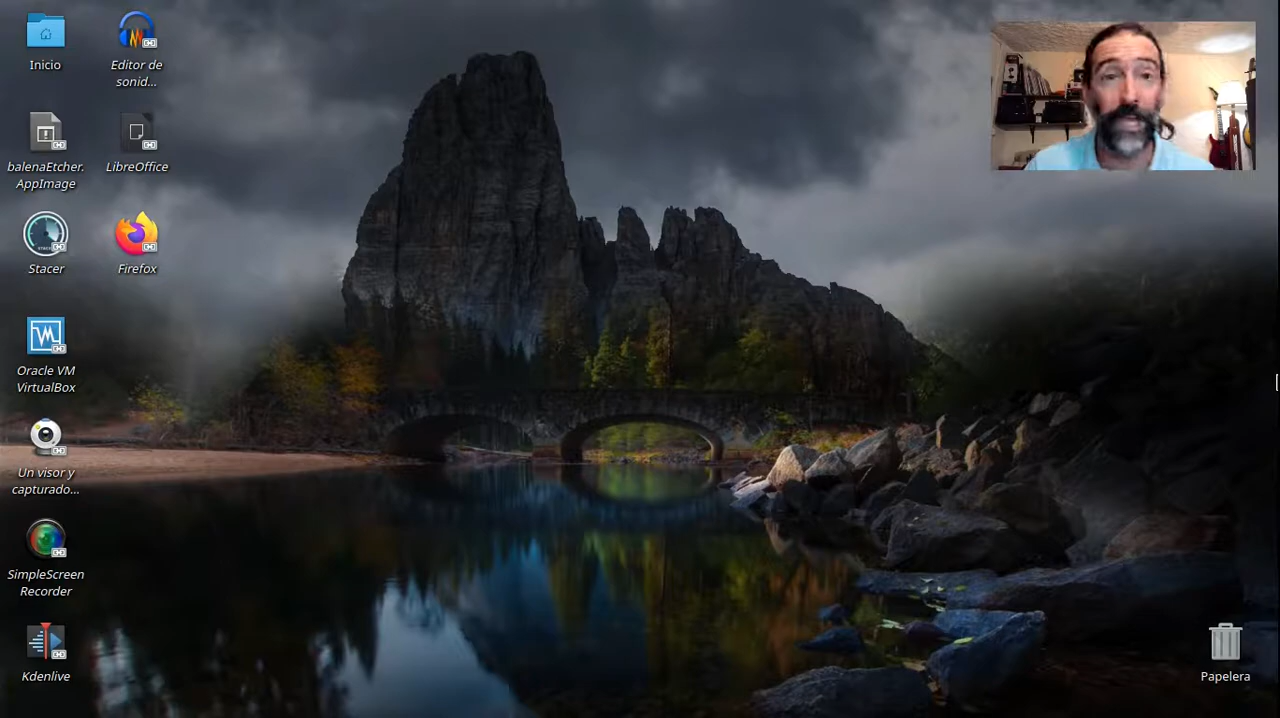 Inicio
Editor de
sonid...
balenaEtcher.
AppImage
LibreOffice
Stacer
Firefox
Oracle VM
VirtualBox
Un visor y
capturado...
SimpleScreen
Recorder
Kdenlive
Papelera